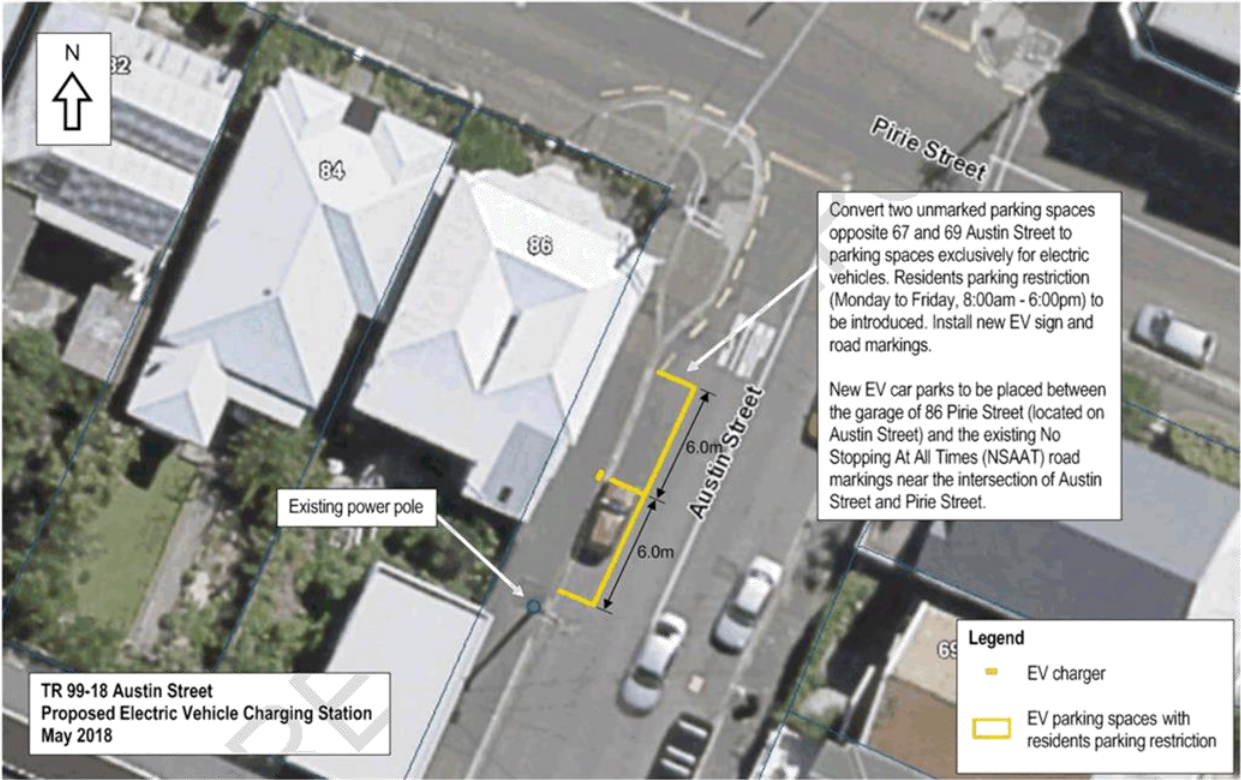 N
82
84
86
Pirie Street
Convert two unmarked parking spaces
opposite 67 and 69 Austin Street to
parking spaces exclusively for electric
vehicles. Residents parking restriction
(Monday to Friday, 8:00am - 6:00pm) to
be introduced. Install new EV sign and
road markings.
New EV car parks to be placed between
the garage of 86 Pirie Street (located on
Austin Street) and the existing No
Stopping At All Times (NSAAT) road
markings near the intersection of Austin
Street and Pirie Street.
6.0m
Austin Street
Existing power pole
6.0m
TR 99-18 Austin Street
Proposed Electric Vehicle Charging Station
May 2018
Legend
EV charger
EV parking spaces with
residents parking restriction